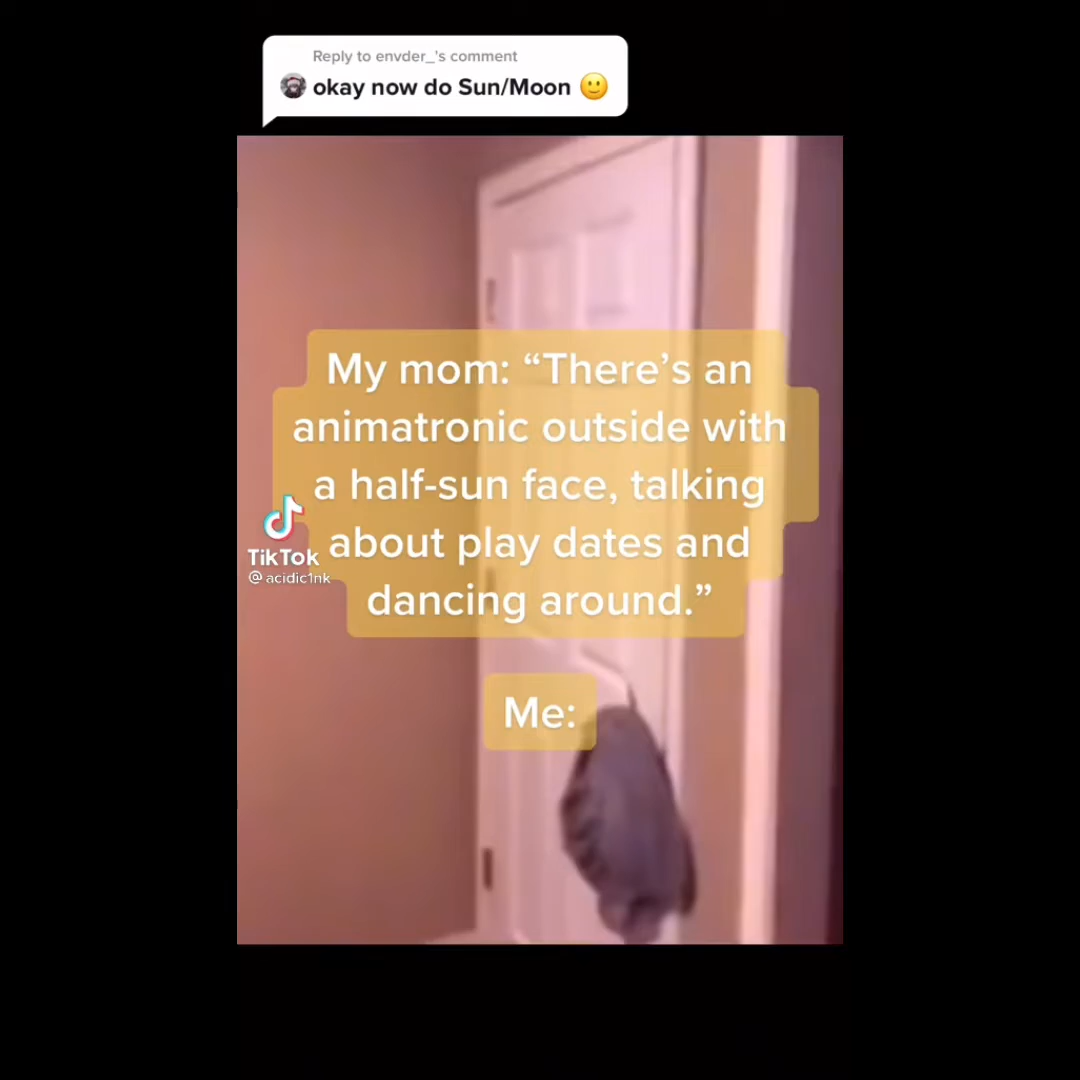 Reply to envder_'s comment
okay now do Sun/Moon 🙂
My mom: “There’s an
animatronic outside with
a half-sun face, talking
about play dates and
dancing around.”
TikTok
@acidic1nk
Me: